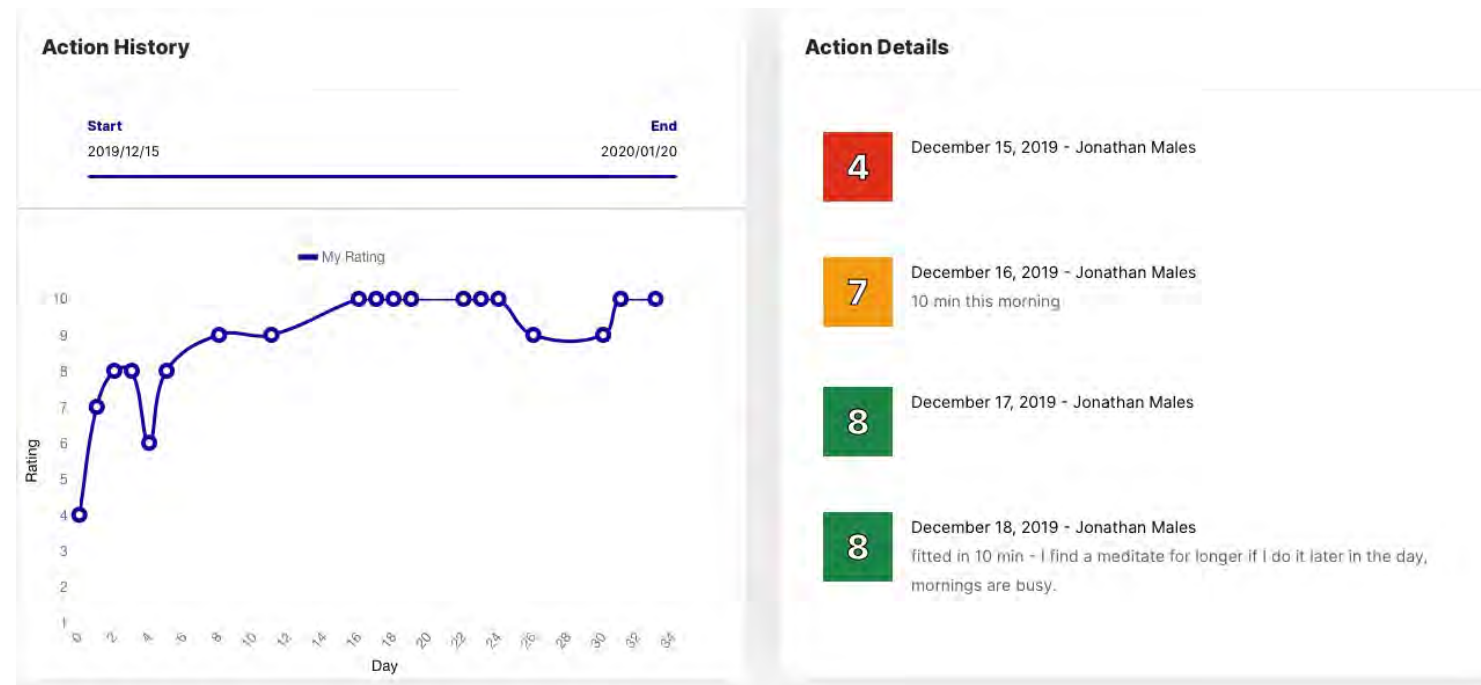 Action History
Start
End
2019/12/15
2020/01/20
My Rating
10
9
8
7
6
5
4
3
2
1
Rating
0 2 4 6 8 10 12 14 16 18 20 22 24 26 28 30 32 34
Day
Action Details
4
December 15, 2019 - Jonathan Males
7
December 16, 2019 - Jonathan Males
10 min this morning
8
December 17, 2019 - Jonathan Males
8
December 18, 2019 - Jonathan Males
fitted in 10 min - I find a meditate for longer if I do it later in the day,
mornings are busy.